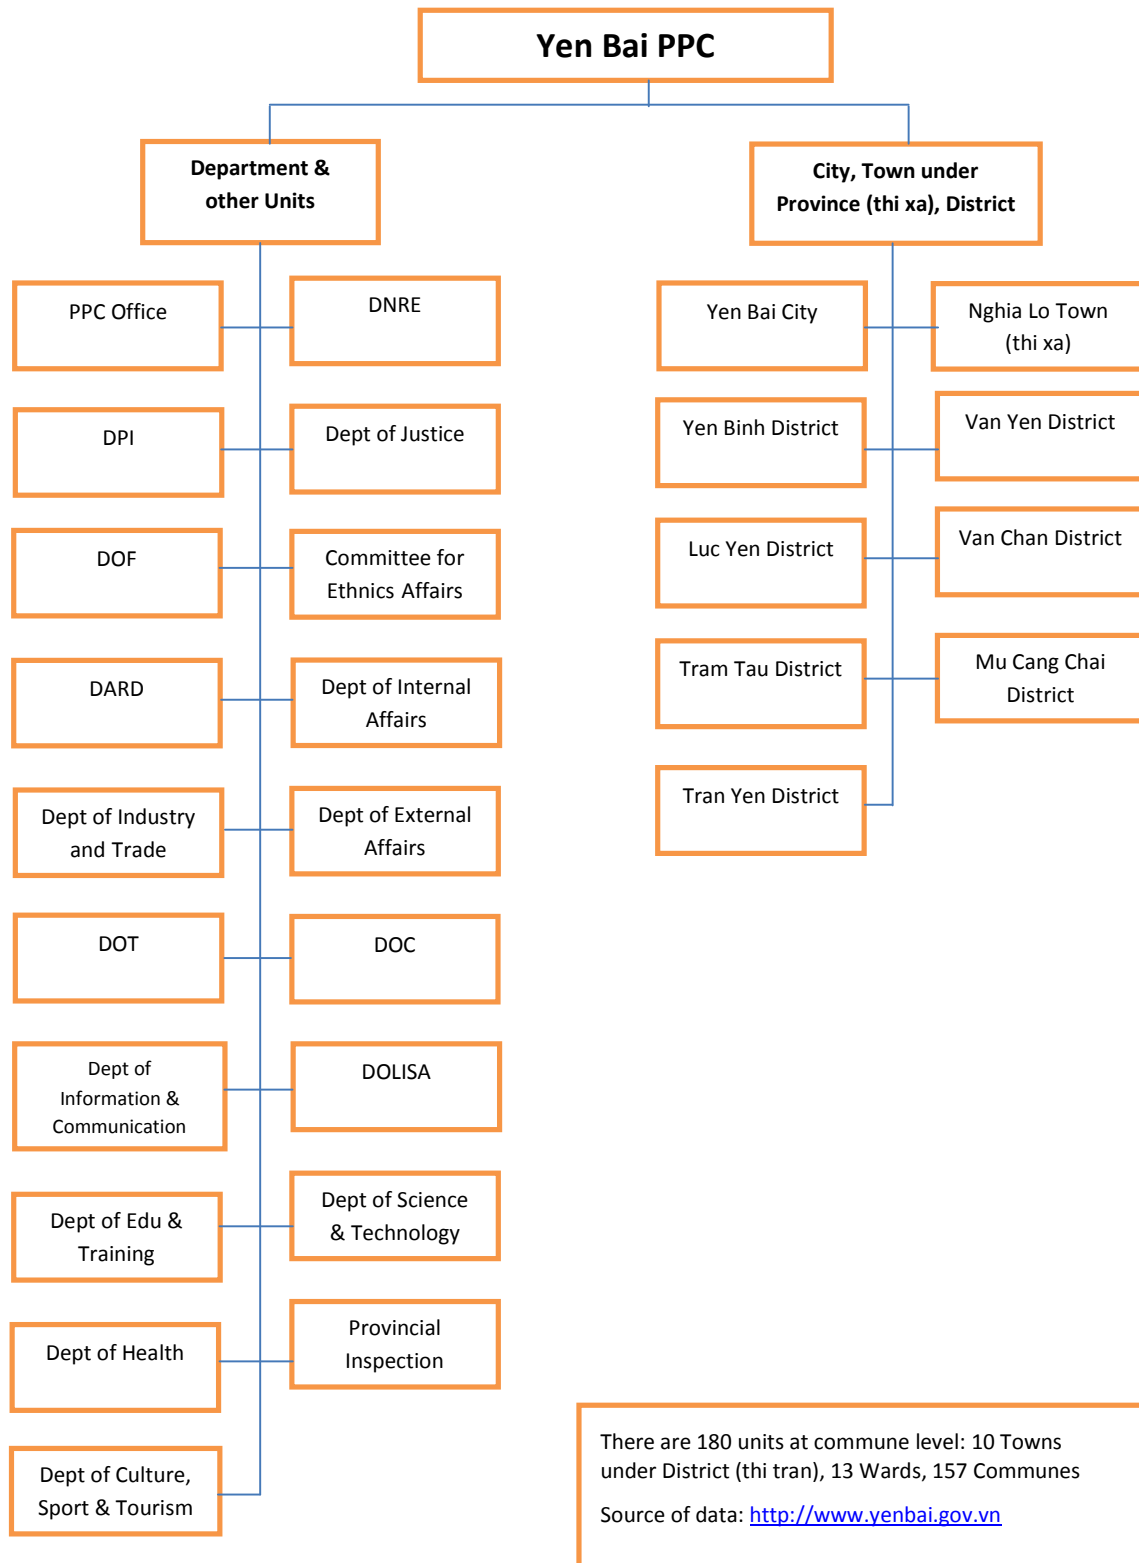 Yen Bai PPC
Department &
other Units
City, Town under
Province (thi xa), District
PPC Office
DNRE
Yen Bai City
Nghia Lo Town
(thi xa)
DPI
Dept of Justice
Yen Binh District
Van Yen District
DOF
Committee for
Ethnics Affairs
Luc Yen District
Van Chan District
DARD
Dept of Internal
Affairs
Tram Tau District
Mu Cang Chai
District
Dept of Industry
and Trade
Dept of External
Affairs
Tran Yen District
DOT
DOC
Dept of
Information &
Communication
DOLISA
Dept of Edu &
Training
Dept of Science
& Technology
Dept of Health
Provincial
Inspection
Dept of Culture,
Sport & Tourism
There are 180 units at commune level: 10 Towns
under District (thi tran), 13 Wards, 157 Communes
Source of data: http://www.yenbai.gov.vn